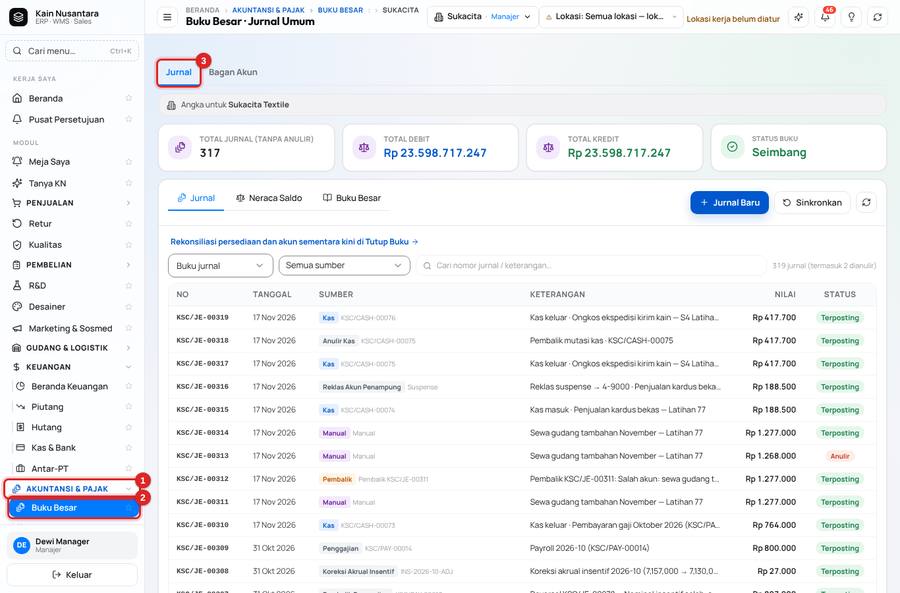 Kain Nusantara
ERP · WMS · Sales
Cari menu...
Ctrl+K
KERJA SAYA
Beranda
Pusat Persetujuan
MODUL
Meja Saya
Tanya KN
PENJUALAN
Retur
Kualitas
PEMBELIAN
R&D
Desainer
Marketing & Sosmed
GUDANG & LOGISTIK
KEUANGAN
Beranda Keuangan
Piutang
Hutang
Kas & Bank
Antar-PT
AKUNTANSI & PAJAK
1
Buku Besar
2
DE
Dewi Manager
Manajer
Keluar
BERANDA › AKUNTANSI & PAJAK › BUKU BESAR › SUKACITA
Buku Besar · Jurnal Umum
Sukacita · Manajer
Lokasi: Semua lokasi — lok...
Lokasi kerja belum diatur
46
Jurnal
3
Bagan Akun
Angka untuk Sukacita Textile
TOTAL JURNAL (TANPA ANULIR)
317
TOTAL DEBIT
Rp 23.598.717.247
TOTAL KREDIT
Rp 23.598.717.247
STATUS BUKU
Seimbang
Jurnal
Neraca Saldo
Buku Besar
+ Jurnal Baru
Sinkronkan
Rekonsiliasi persediaan dan akun sementara kini di Tutup Buku →
Buku jurnal
Semua sumber
Cari nomor jurnal / keterangan...
319 jurnal (termasuk 2 dianulir)
NO TANGGAL SUMBER KETERANGAN NILAI STATUS
KSC/JE-00319 17 Nov 2026 Kas KSC/CASH-00076 Kas keluar · Ongkos ekspedisi kirim kain — S4 Latiha... Rp 417.700 Terposting
KSC/JE-00318 17 Nov 2026 Anulir Kas KSC/CASH-00075 Pembalik mutasi kas · KSC/CASH-00075 Rp 417.700 Terposting
KSC/JE-00317 17 Nov 2026 Kas KSC/CASH-00075 Kas keluar · Ongkos ekspedisi kirim kain — S4 Latiha... Rp 417.700 Terposting
KSC/JE-00316 17 Nov 2026 Reklas Akun Penampung Suspense Reklas suspense → 4-9000 · Penjualan kardus beka... Rp 188.500 Terposting
KSC/JE-00315 17 Nov 2026 Kas KSC/CASH-00074 Kas masuk · Penjualan kardus bekas — Latihan 77 Rp 188.500 Terposting
KSC/JE-00314 17 Nov 2026 Manual Manual Sewa gudang tambahan November — Latihan 77 Rp 1.277.000 Terposting
KSC/JE-00313 17 Nov 2026 Manual Manual Sewa gudang tambahan November — Latihan 77 Rp 1.268.000 Anulir
KSC/JE-00312 17 Nov 2026 Pembalik Pembalik KSC/JE-00311 Pembalik KSC/JE-00311: Salah akun: sewa gudang t... Rp 1.277.000 Terposting
KSC/JE-00311 17 Nov 2026 Manual Manual Sewa gudang tambahan November — Latihan 77 Rp 1.277.000 Terposting
KSC/JE-00310 17 Nov 2026 Kas KSC/CASH-00073 Kas keluar · Pembayaran gaji Oktober 2026 (KSC/PA... Rp 764.000 Terposting
KSC/JE-00309 31 Okt 2026 Penggajian KSC/PAY-00014 Payroll 2026-10 (KSC/PAY-00014) Rp 800.000 Terposting
KSC/JE-00308 31 Okt 2026 Koreksi Akrual Insentif INS-2026-10-ADJ Koreksi akrual insentif 2026-10 (7,157,000 → 7,130,0... Rp 27.000 Terposting